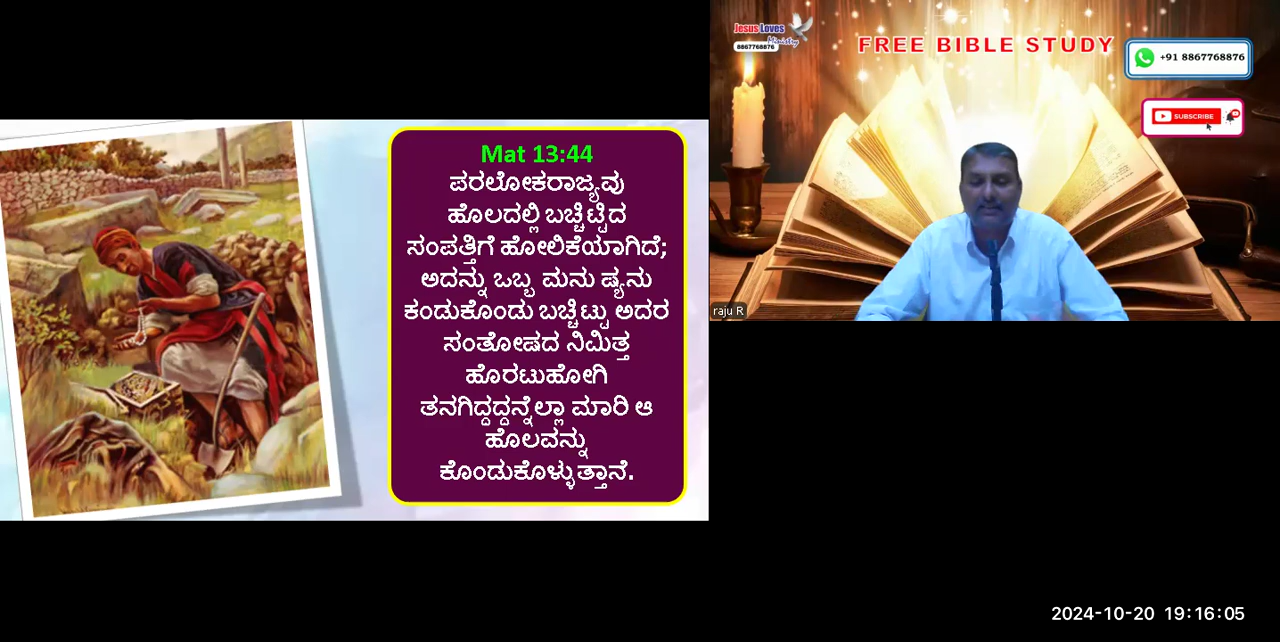 Mat 13:44
ಪರಲೋಕರಾಜ್ಯವು
ಹೊಲದಲ್ಲಿ ಬಚ್ಚಿಟ್ಟಿದ
ಸಂಪತ್ತಿಗೆ ಹೋಲಿಕೆಯಾಗಿದೆ;
ಅದನ್ನು ಒಬ್ಬ ಮನು ಷ್ಯನು
ಕಂಡುಕೊಂಡು ಬಚ್ಚಿಟ್ಟು ಅದರ
ಸಂತೋಷದ ನಿಮಿತ್ತ
ಹೊರಟುಹೋಗಿ
ತನಗಿದ್ದದ್ದನ್ನೆಲ್ಲಾ ಮಾರಿ ಆ
ಹೊಲವನ್ನು
ಕೊಂಡುಕೊಳ್ಳುತ್ತಾನೆ.
Jesus Loves
Ministry
8867768876
FREE BIBLE STUDY
+91 8867768876
SUBSCRIBE
raju R
2024-10-20 19:16:05